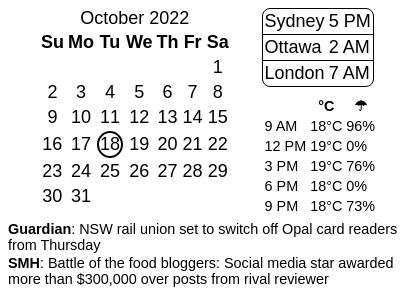 October 2022
Su Mo Tu We Th Fr Sa
1
2 3 4 5 6 7 8
9 10 11 12 13 14 15
16 17 18 19 20 21 22
23 24 25 26 27 28 29
30 31
Sydney 5 PM
Ottawa 2 AM
London 7 AM
°C ☂
9 AM 18°C 96%
12 PM 19°C 0%
3 PM 19°C 76%
6 PM 18°C 0%
9 PM 18°C 73%
Guardian: NSW rail union set to switch off Opal card readers
from Thursday
SMH: Battle of the food bloggers: Social media star awarded
more than $300,000 over posts from rival reviewer